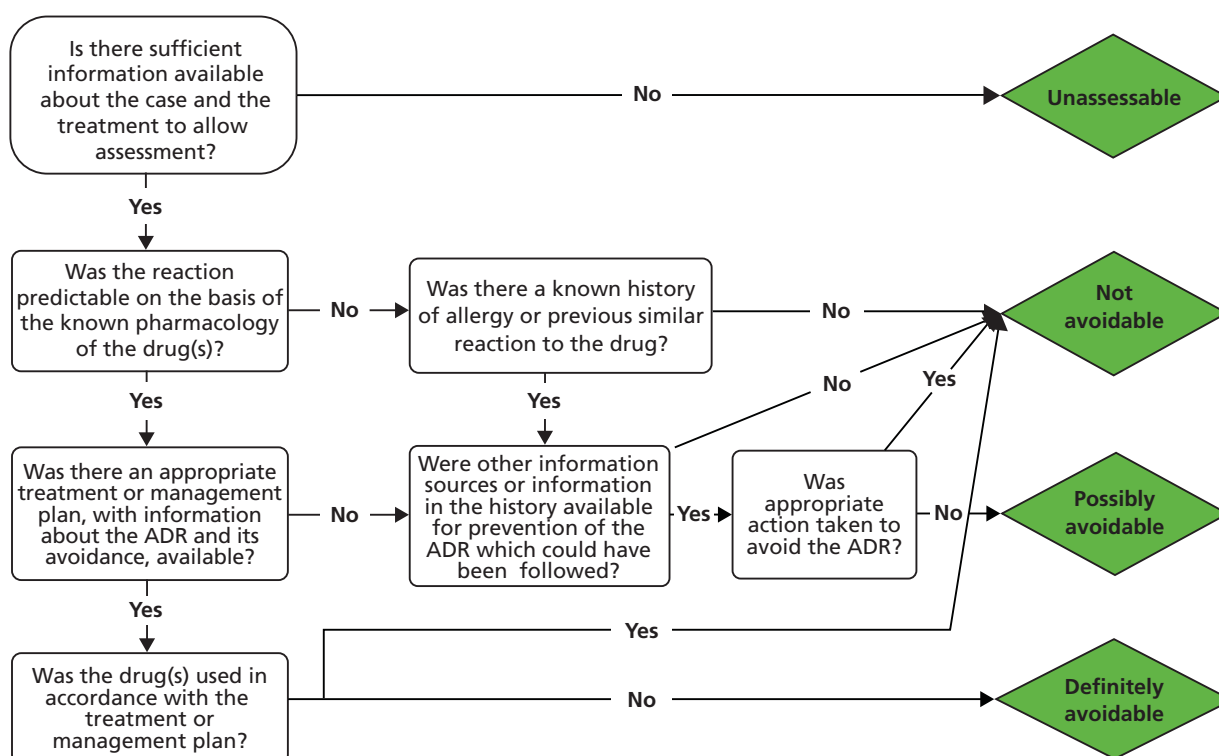 Is there sufficient
information available
about the case and the
treatment to allow
assessment?
No
Unassessable
Yes
Was the reaction
predictable on the basis of
the known pharmacology
of the drug(s)?
No
Was there a known history
of allergy or previous similar
reaction to the drug?
No
Not
avoidable
Yes
Yes
No
Yes
Was there an appropriate
treatment or management
plan, with information
about the ADR and its
avoidance, available?
No
Were other information
sources or information
in the history available
for prevention of the
ADR which could have
been followed?
Yes
Was
appropriate
action taken to
avoid the ADR?
No
Possibly
avoidable
Yes
Yes
Was the drug(s) used in
accordance with the
treatment or
management plan?
No
Definitely
avoidable